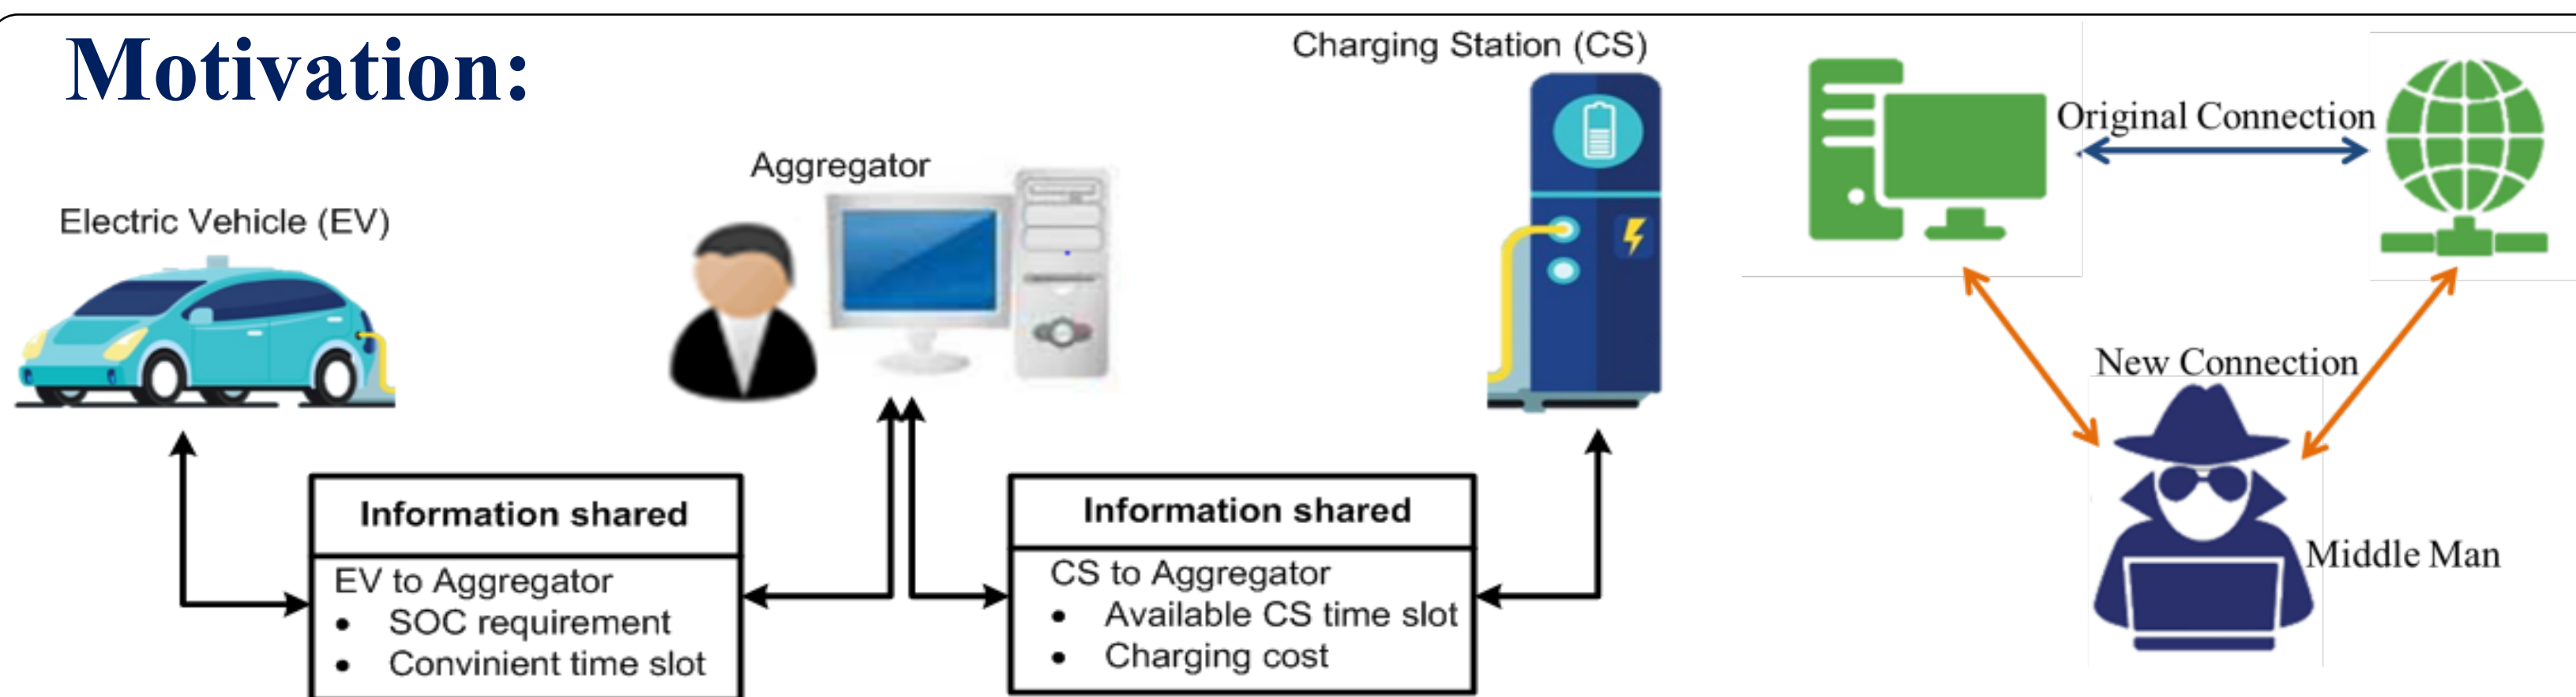 Motivation:
Charging Station (CS)
Aggregator
Electric Vehicle (EV)
Original Connection
New Connection
Middle Man
Information shared
EV to Aggregator
• SOC requirement
• Convinient time slot
Information shared
CS to Aggregator
• Available CS time slot
• Charging cost